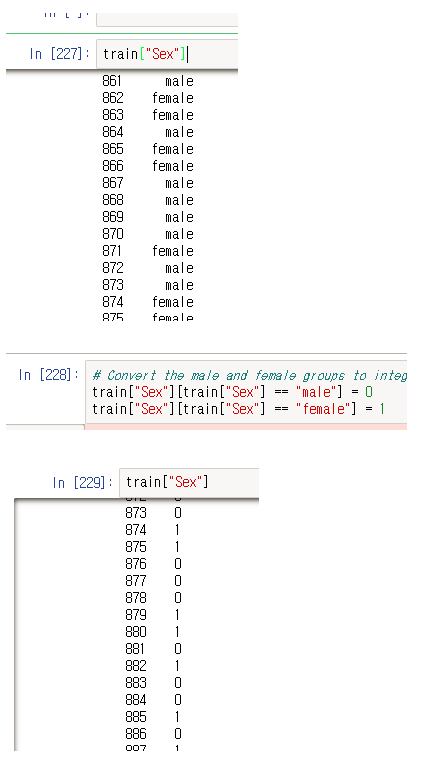 In [227]: train["Sex"]
861 male
862 female
863 female
864 male
865 female
866 female
867 male
868 male
869 male
870 male
871 female
872 male
873 male
874 female
875 female
In [228]: # Convert the male and female groups to integ
train["Sex"][train["Sex"] == "male"] = 0
train["Sex"][train["Sex"] == "female"] = 1
In [229]: train["Sex"]
873 0
874 1
875 1
876 0
877 0
878 0
879 1
880 1
881 0
882 1
883 0
884 0
885 1
886 0
887 1